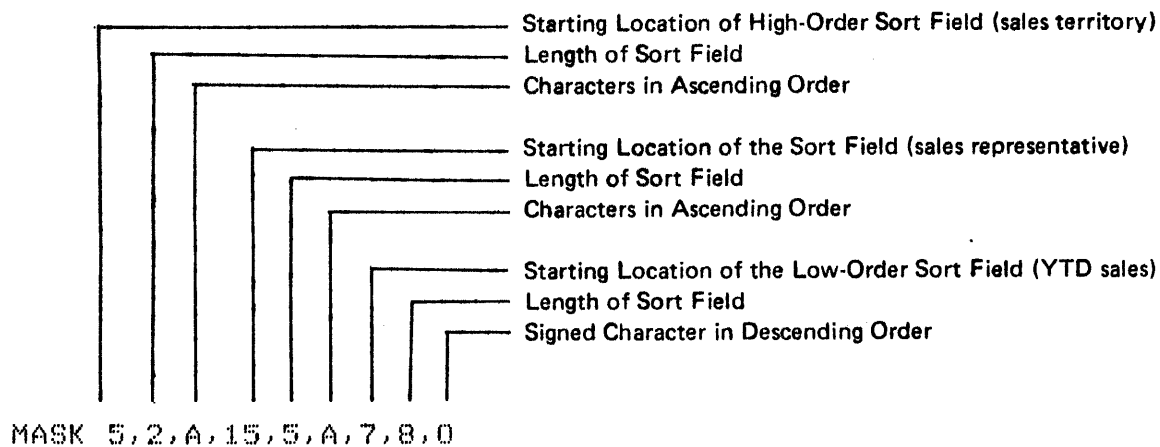 Starting Location of High-Order Sort Field (sales territory)
Length of Sort Field
Characters in Ascending Order
Starting Location of the Sort Field (sales representative)
Length of Sort Field
Characters in Ascending Order
Starting Location of the Low-Order Sort Field (YTD sales)
Length of Sort Field
Signed Character in Descending Order
MASK 5,2,A,15,5,A,7,8,O